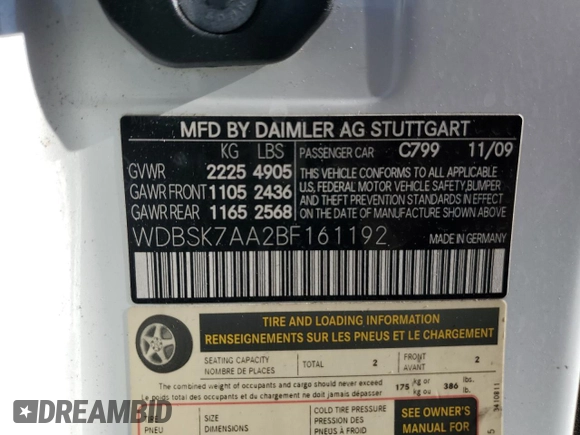 MFD BY DAIMLER AG STUTTGART
KG LBS PASSENGER CAR C799 11/09
GVWR 2225 4905
GAWR FRONT 1105 2436
GAWR REAR 1165 2568
THIS VEHICLE CONFORMS TO ALL APPLICABLE
U.S. FEDERAL MOTOR VEHICLE SAFETY, BUMPER
AND THEFT PREVENTION STANDARDS IN
EFFECT ON THE DATE OF MANUFACTURE
SHOWN ABOVE.
WDBSK7AA2BF161192 MADE IN GERMANY
TIRE AND LOADING INFORMATION
RENSEIGNEMENTS SUR LES PNEUS ET LE CHARGEMENT
SEATING CAPACITY
NOMBRE DE PLACES
TOTAL 2
FRONT
AVANT 2
The combined weight of occupants and cargo should never exceed
Le poids total des occupants et du chargement ne doit jamais dépasser
175 kg or
kg ou
386 lbs.
lb.
PNEU
SIZE
DIMENSIONS
COLD TIRE PRESSURE
PRESSION DES
PNEUS À FROID
SEE OWNER'S
MANUAL FOR
3410811
DREAMBID